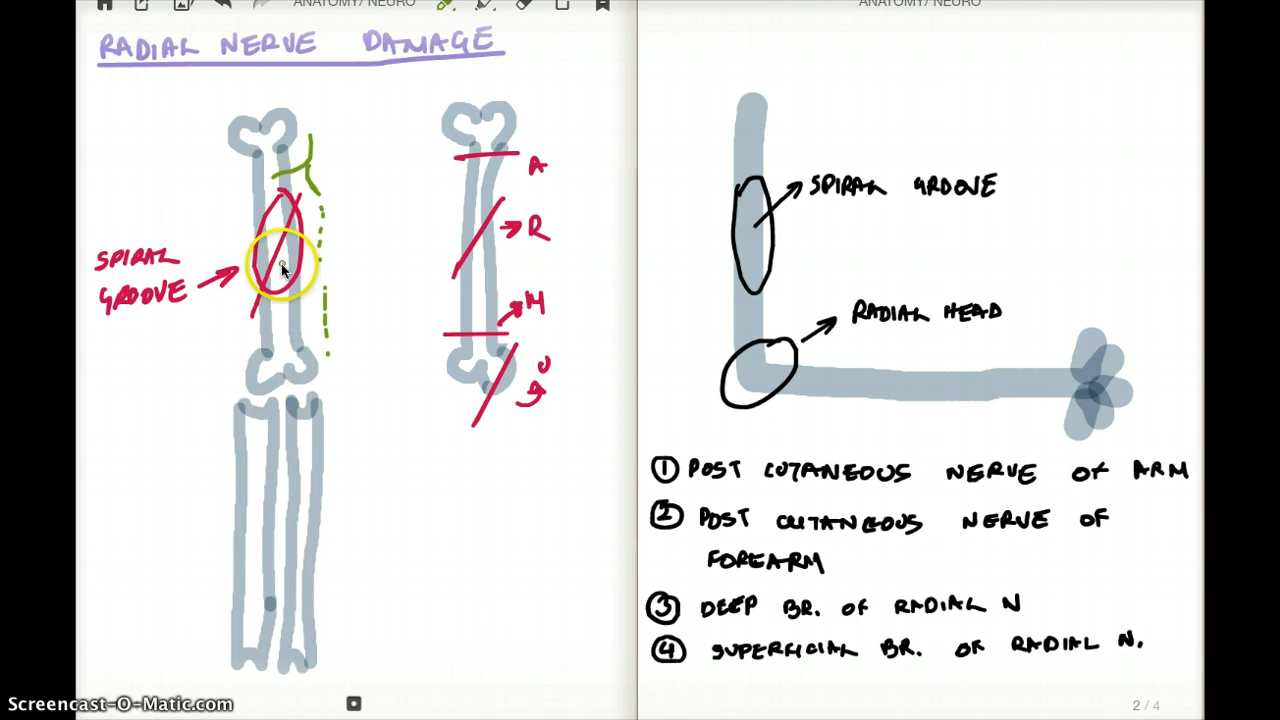 ANATOMY/ NEURO
ANATOMY/ NEURO
RADIAL NERVE DAMAGE
SPIRAL
GROOVE
A
R
M
U
SPIRAL GROOVE
RADIAL HEAD
1 POST CUTANEOUS NERVE OF ARM
2 POST CUTANEOUS NERVE OF
FOREARM
3 DEEP BR. OF RADIAL N
4 SUPERFICIAL BR. OF RADIAL N.
2 / 4
Screencast-O-Matic.com